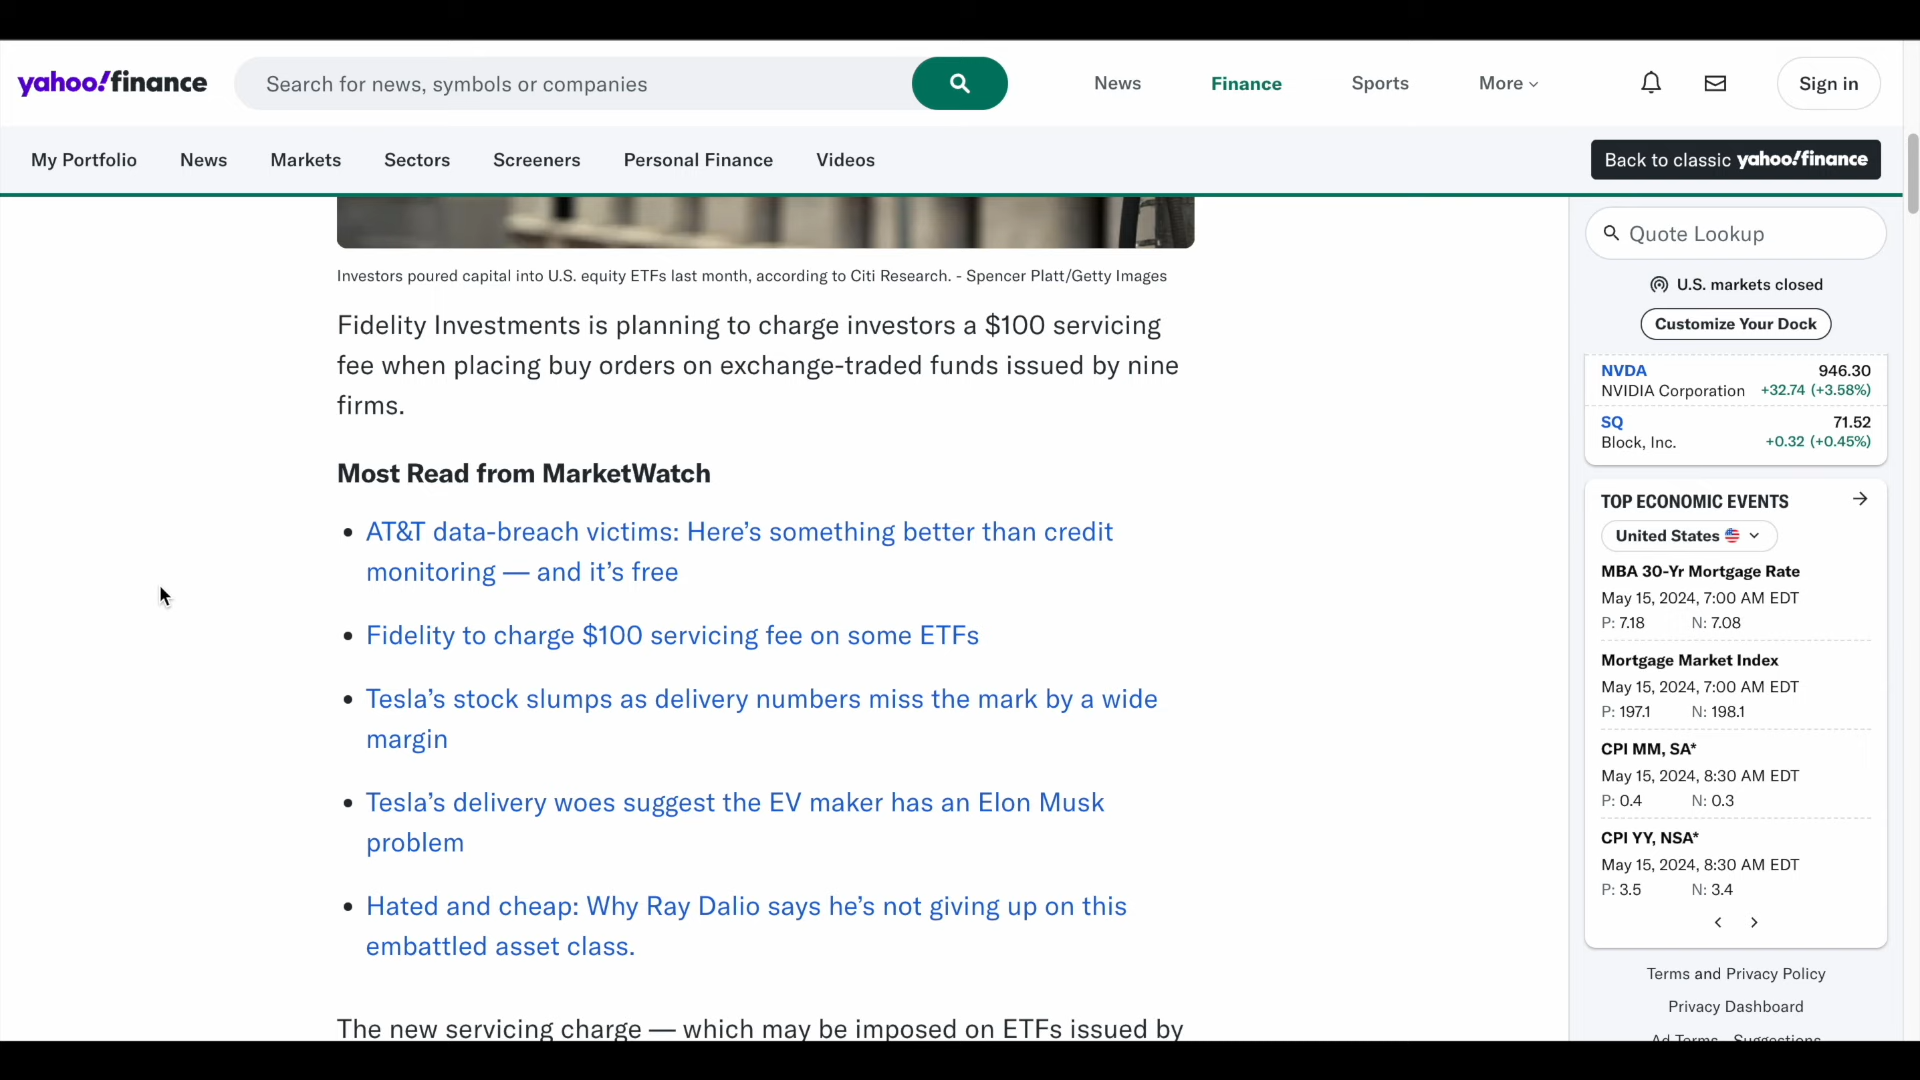 yahoo!finance
Search for news, symbols or companies
News
Finance
Sports
More
Sign in
My Portfolio
News
Markets
Sectors
Screeners
Personal Finance
Videos
Back to classic yahoo!finance
Investors poured capital into U.S. equity ETFs last month, according to Citi Research. - Spencer Platt/Getty Images
Fidelity Investments is planning to charge investors a $100 servicing
fee when placing buy orders on exchange-traded funds issued by nine
firms.
Most Read from MarketWatch
• AT&T data-breach victims: Here’s something better than credit
monitoring — and it’s free
• Fidelity to charge $100 servicing fee on some ETFs
• Tesla’s stock slumps as delivery numbers miss the mark by a wide
margin
• Tesla’s delivery woes suggest the EV maker has an Elon Musk
problem
• Hated and cheap: Why Ray Dalio says he’s not giving up on this
embattled asset class.
The new servicing charge — which may be imposed on ETFs issued by
Quote Lookup
U.S. markets closed
Customize Your Dock
NVDA 946.30
NVIDIA Corporation +32.74 (+3.58%)
SQ 71.52
Block, Inc. +0.32 (+0.45%)
TOP ECONOMIC EVENTS
United States
MBA 30-Yr Mortgage Rate
May 15, 2024, 7:00 AM EDT
P: 7.18 N: 7.08
Mortgage Market Index
May 15, 2024, 7:00 AM EDT
P: 197.1 N: 198.1
CPI MM, SA*
May 15, 2024, 8:30 AM EDT
P: 0.4 N: 0.3
CPI YY, NSA*
May 15, 2024, 8:30 AM EDT
P: 3.5 N: 3.4
Terms and Privacy Policy
Privacy Dashboard
Ad Terms Suggestions